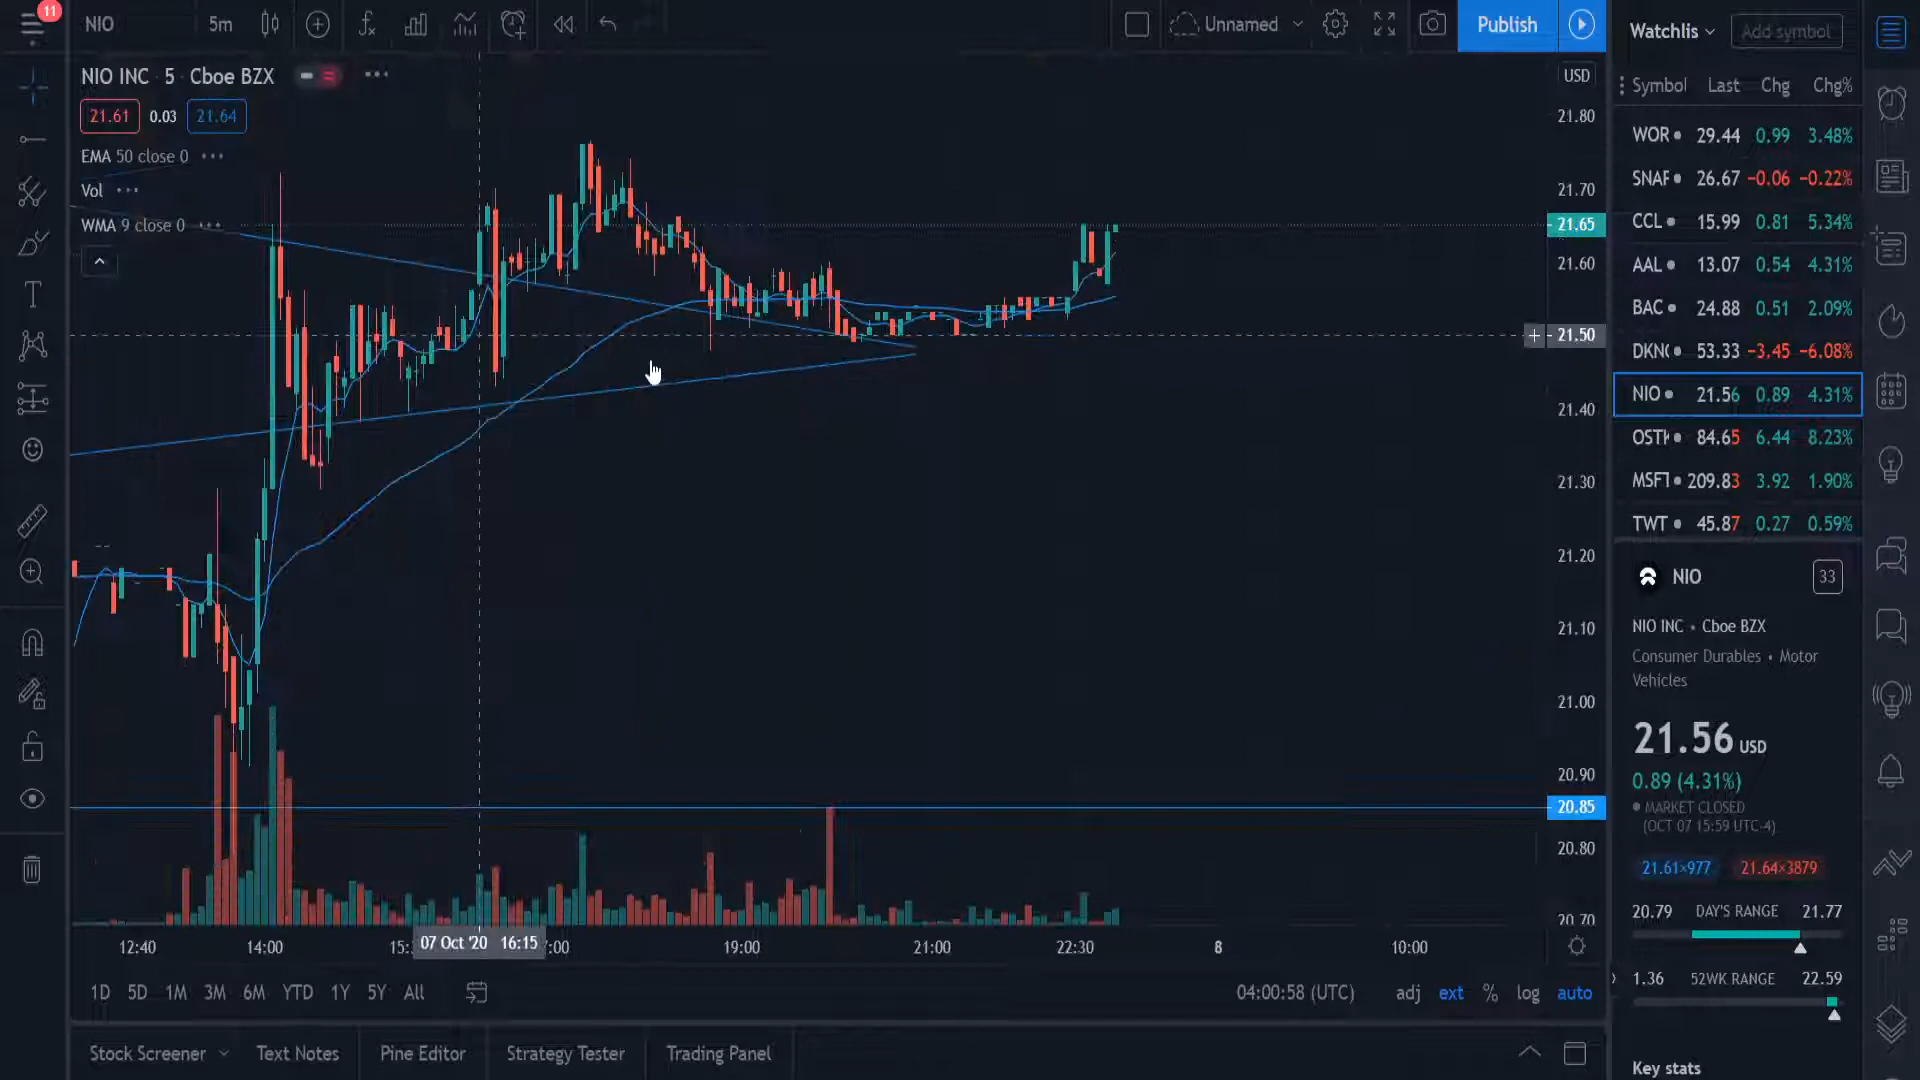 11
NIO
5m
Unnamed
Publish
NIO INC · 5 · Cboe BZX
21.61 0.03 21.64
EMA 50 close 0
Vol
WMA 9 close 0
USD
21.80
21.70
21.65
21.60
21.50
21.40
21.30
21.20
21.10
21.00
20.90
20.85
20.80
20.70
12:40 14:00 07 Oct '20 16:15 19:00 21:00 22:30 8 10:00
1D 5D 1M 3M 6M YTD 1Y 5Y All
04:00:58 (UTC) adj ext % log auto
Stock Screener Text Notes Pine Editor Strategy Tester Trading Panel
Watchlis Add symbol
Symbol Last Chg Chg%
WOR 29.44 0.99 3.48%
SNAP 26.67 −0.06 −0.22%
CCL 15.99 0.81 5.34%
AAL 13.07 0.54 4.31%
BAC 24.88 0.51 2.09%
DKN 53.33 −3.45 −6.08%
NIO 21.56 0.89 4.31%
OSTK 84.65 6.44 8.23%
MSFT 209.83 3.92 1.90%
TWT 45.87 0.27 0.59%
NIO 33
NIO INC • Cboe BZX
Consumer Durables • Motor
Vehicles
21.56 USD
0.89 (4.31%)
MARKET CLOSED
(OCT 07 15:59 UTC-4)
21.61×977 21.64×3879
20.79 DAY'S RANGE 21.77
1.36 52WK RANGE 22.59
Key stats